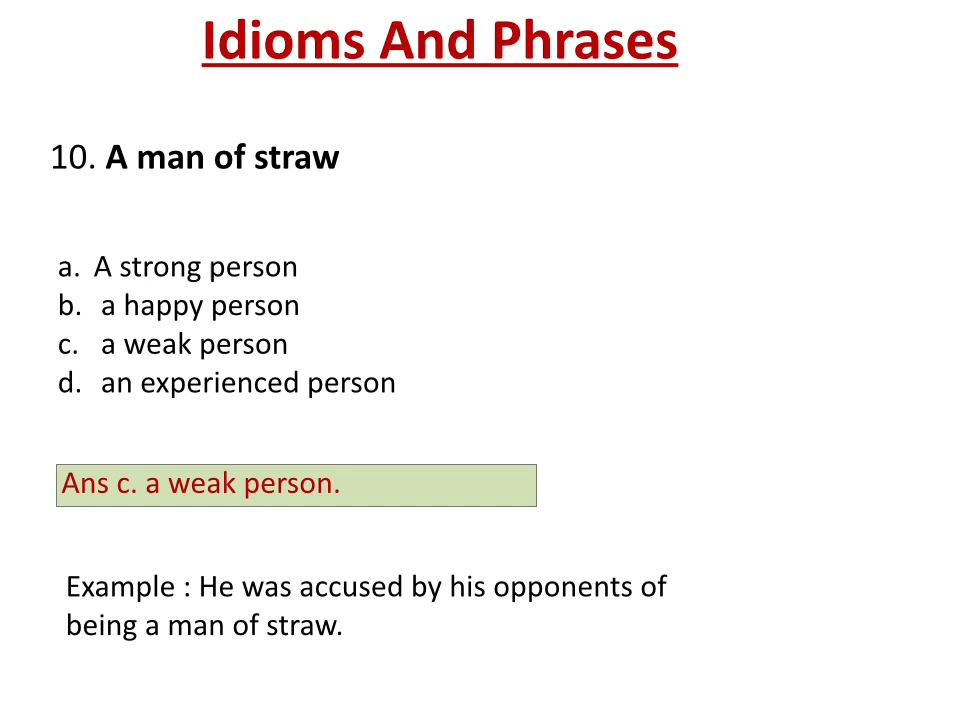 Idioms And Phrases
10. A man of straw
a. A strong person
b. a happy person
c. a weak person
d. an experienced person
Ans c. a weak person.
Example : He was accused by his opponents of
being a man of straw.